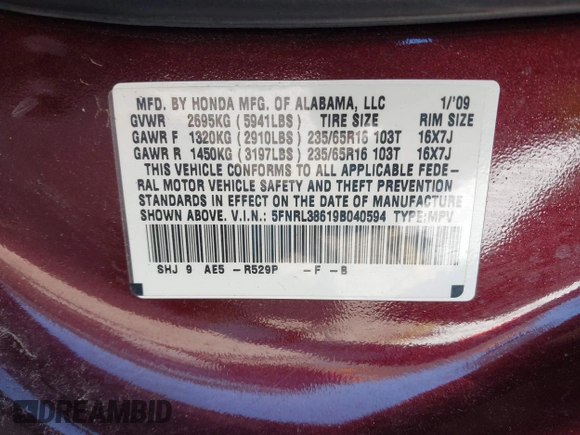 MFD. BY HONDA MFG. OF ALABAMA, LLC 1/'09
GVWR 2695KG (5941LBS) TIRE SIZE RIM SIZE
GAWR F 1320KG (2910LBS) 235/65R16 103T 16X7J
GAWR R 1450KG (3197LBS) 235/65R16 103T 16X7J
THIS VEHICLE CONFORMS TO ALL APPLICABLE FEDE-
RAL MOTOR VEHICLE SAFETY AND THEFT PREVENTION
STANDARDS IN EFFECT ON THE DATE OF MANUFACTURE
SHOWN ABOVE. V.I.N.: 5FNRL38619B040594 TYPE:MPV
SHJ 9 AE5 -R529P -F -B
DREAMBID